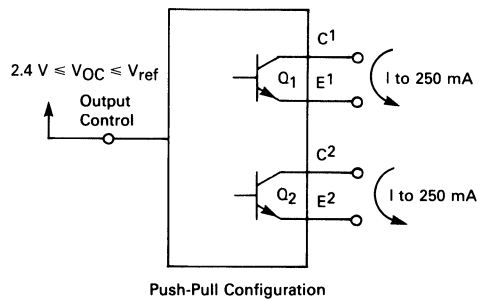 C1
2.4 V ≤ VOC ≤ Vref
Q1
E1
I to 250 mA
Output
Control
C2
Q2
E2
I to 250 mA
Push-Pull Configuration